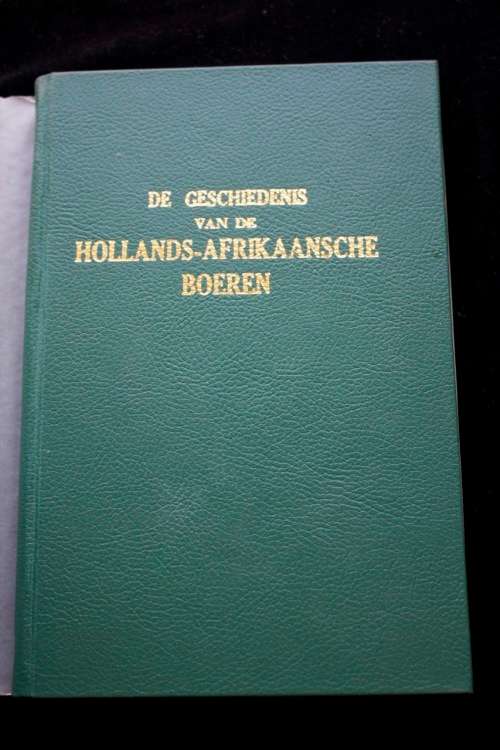 DE GESCHIEDENIS
VAN DE
HOLLANDS-AFRIKAANSCHE
BOEREN